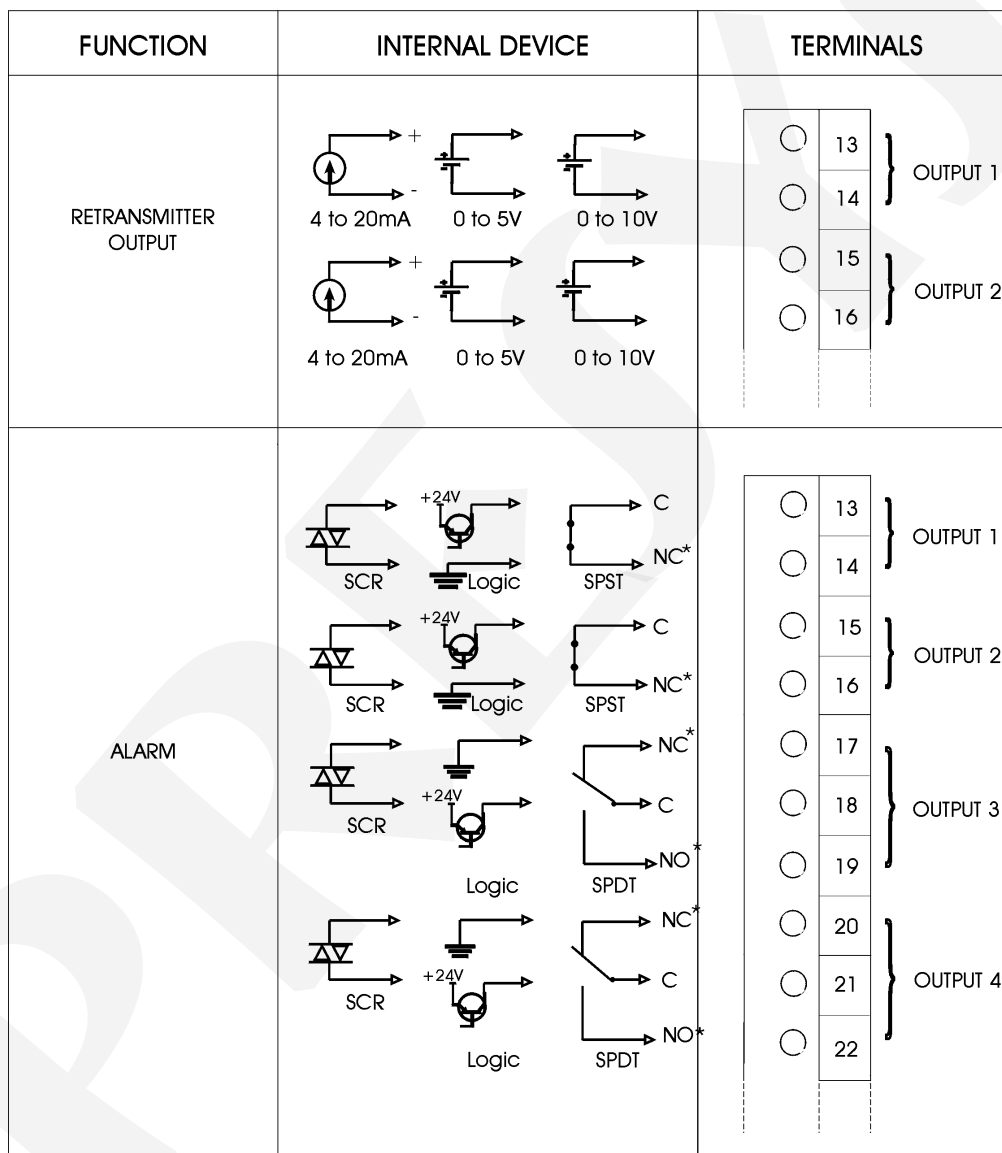 FUNCTION INTERNAL DEVICE TERMINALS
RETRANSMITTER
OUTPUT
+
-
4 to 20mA 0 to 5V 0 to 10V
+
-
4 to 20mA 0 to 5V 0 to 10V
13
14
OUTPUT 1
15
16
OUTPUT 2
ALARM
+24V
C
NC*
SCR Logic SPST
+24V
C
NC*
SCR Logic SPST
NC*
+24V
C
SCR
NO*
Logic SPDT
NC*
+24V
C
SCR
NO*
Logic SPDT
13
14
OUTPUT 1
15
16
OUTPUT 2
17
18
OUTPUT 3
19
20
21
OUTPUT 4
22
PRESYS